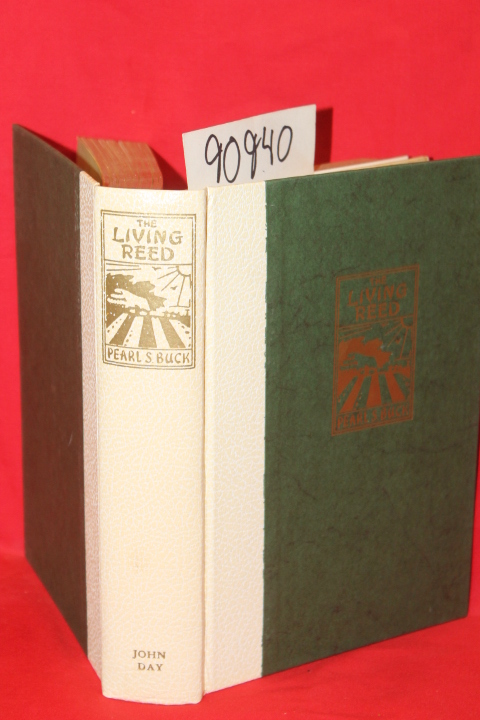 90940
THE
LIVING
REED
PEARL S. BUCK
JOHN
DAY
THE
LIVING
REED
PEARL S. BUCK